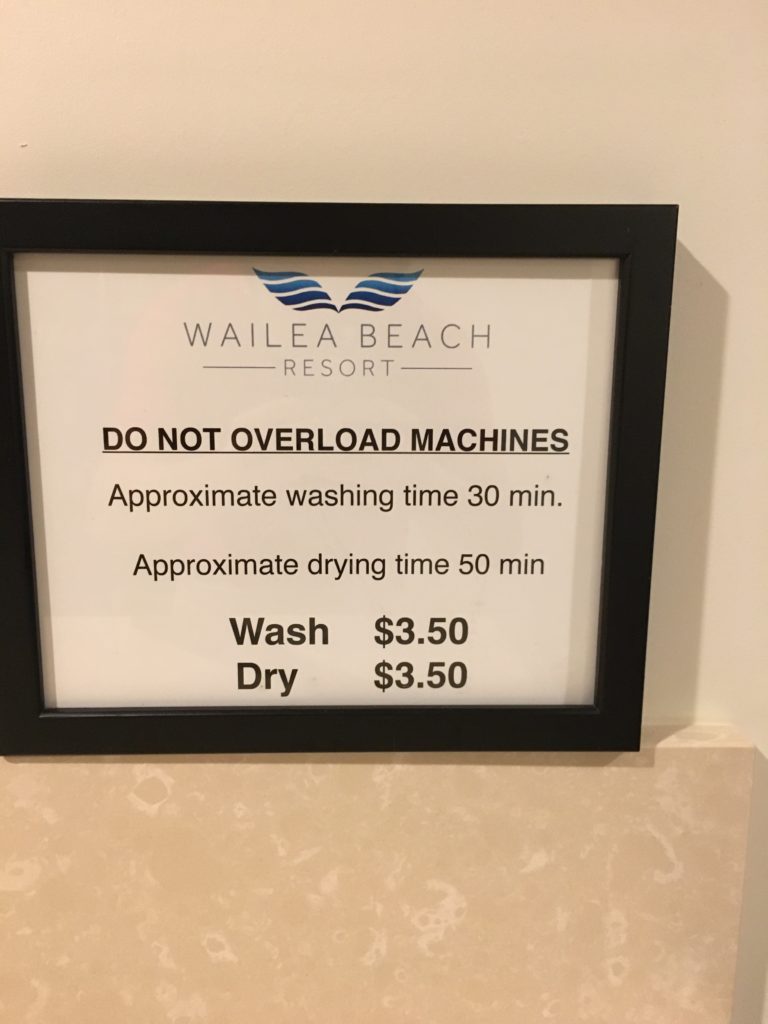 WAILEA BEACH
RESORT
DO NOT OVERLOAD MACHINES
Approximate washing time 30 min.
Approximate drying time 50 min
Wash $3.50
Dry $3.50